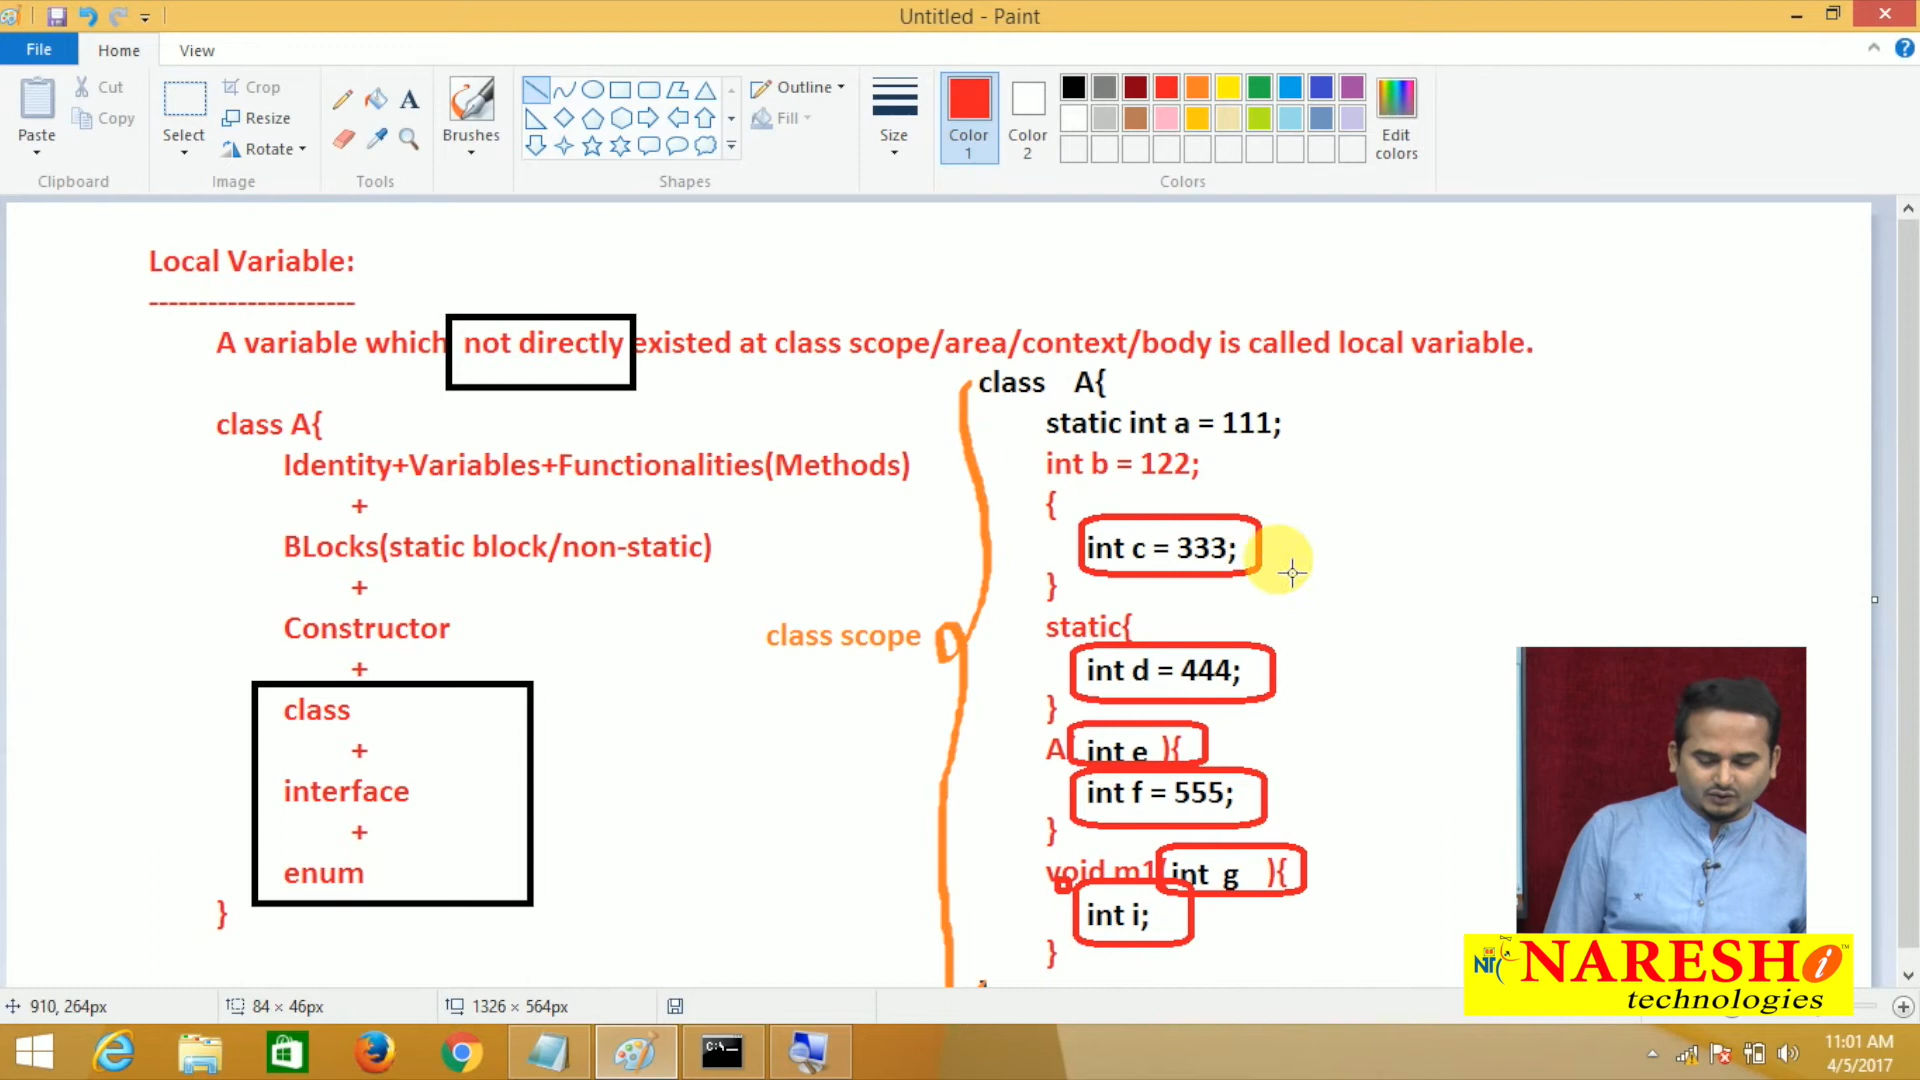 Untitled - Paint
File
Home
View
Paste
Cut
Copy
Clipboard
Select
Crop
Resize
Rotate
Image
Tools
Brushes
Shapes
Outline
Fill
Size
Color 1
Color 2
Edit colors
Colors
Local Variable:
---------------------
A variable which not directly existed at class scope/area/context/body is called local variable.
class A{
Identity+Variables+Functionalities(Methods)
+
BLocks(static block/non-static)
+
Constructor
+
class
+
interface
+
enum
}
class scope
class A{
static int a = 111;
int b = 122;
{
int c = 333;
}
static{
int d = 444;
}
A int e ){
int f = 555;
}
void m1( int g ){
int i;
}
NT
NARESH i
technologies
910, 264px
84 × 46px
1326 × 564px
C:\
11:01 AM
4/5/2017